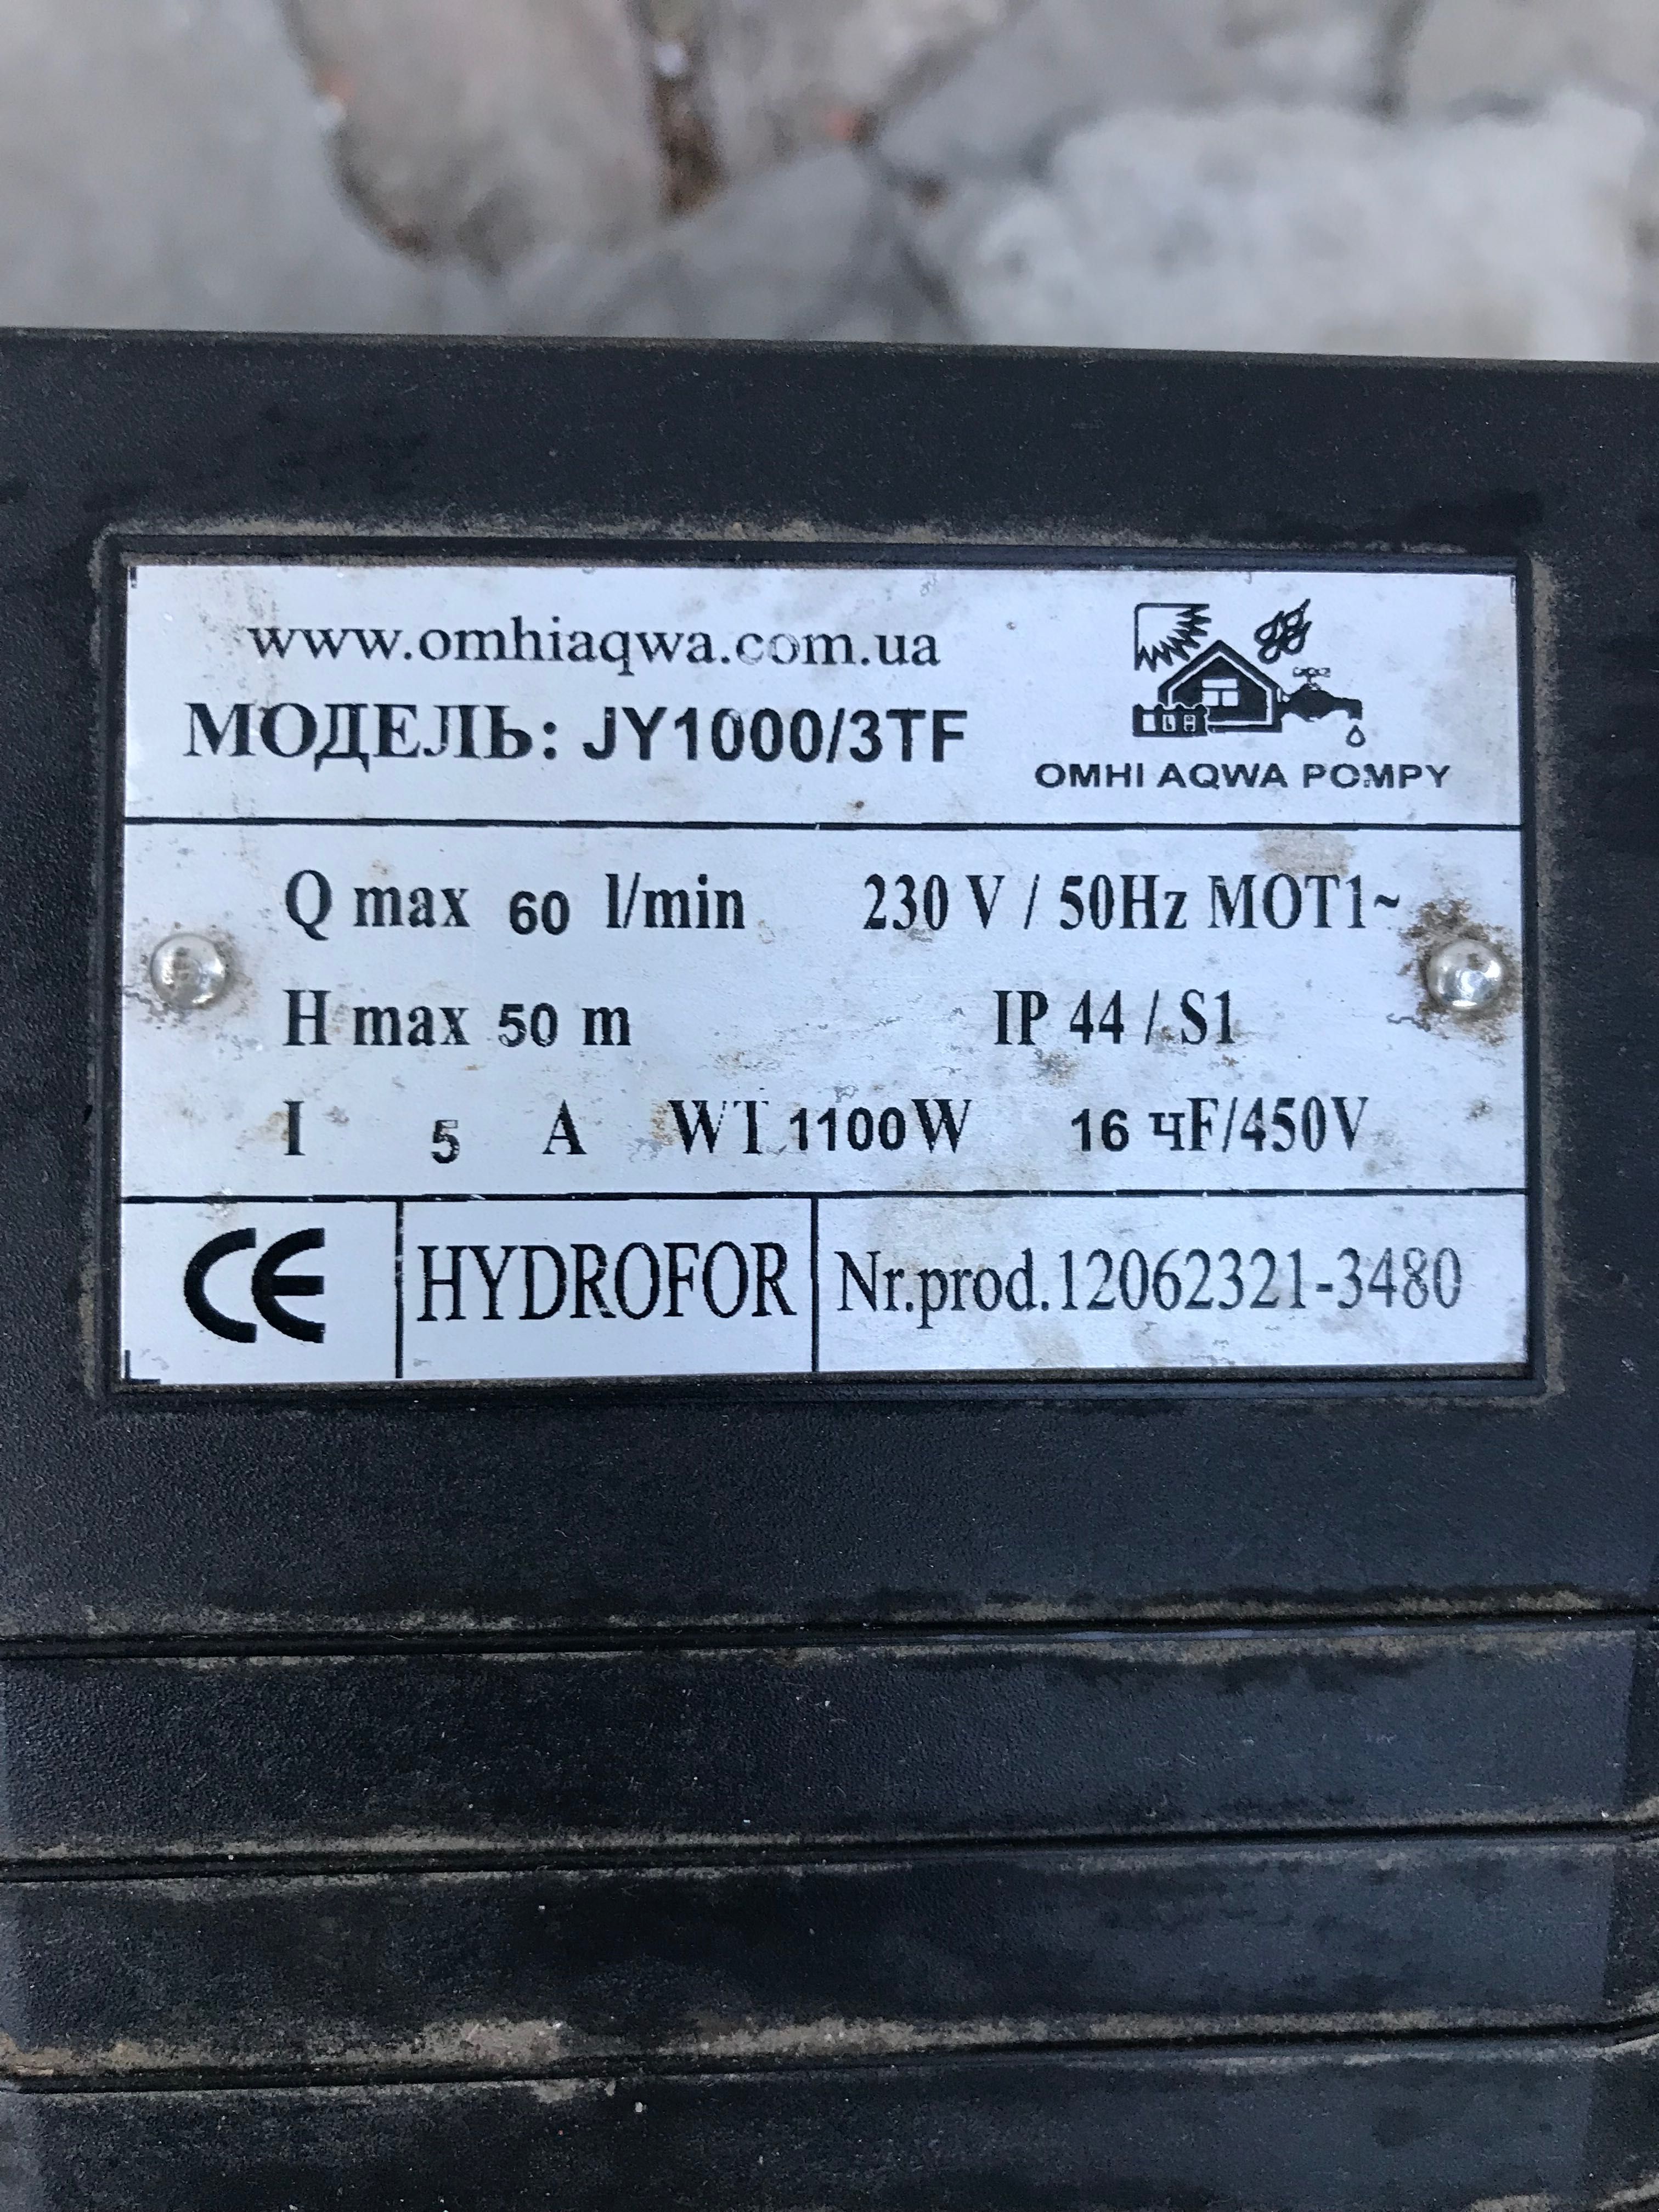 www.omhiaqwa.com.ua
МОДЕЛЬ: JY1000/3TF
OMHI AQWA POMPY
Q max 60 l/min 230 V / 50Hz MOT1~
H max 50 m IP 44 / S1
I 5 A WT 1100W 16 чF/450V
CE HYDROFOR Nr.prod.12062321-3480